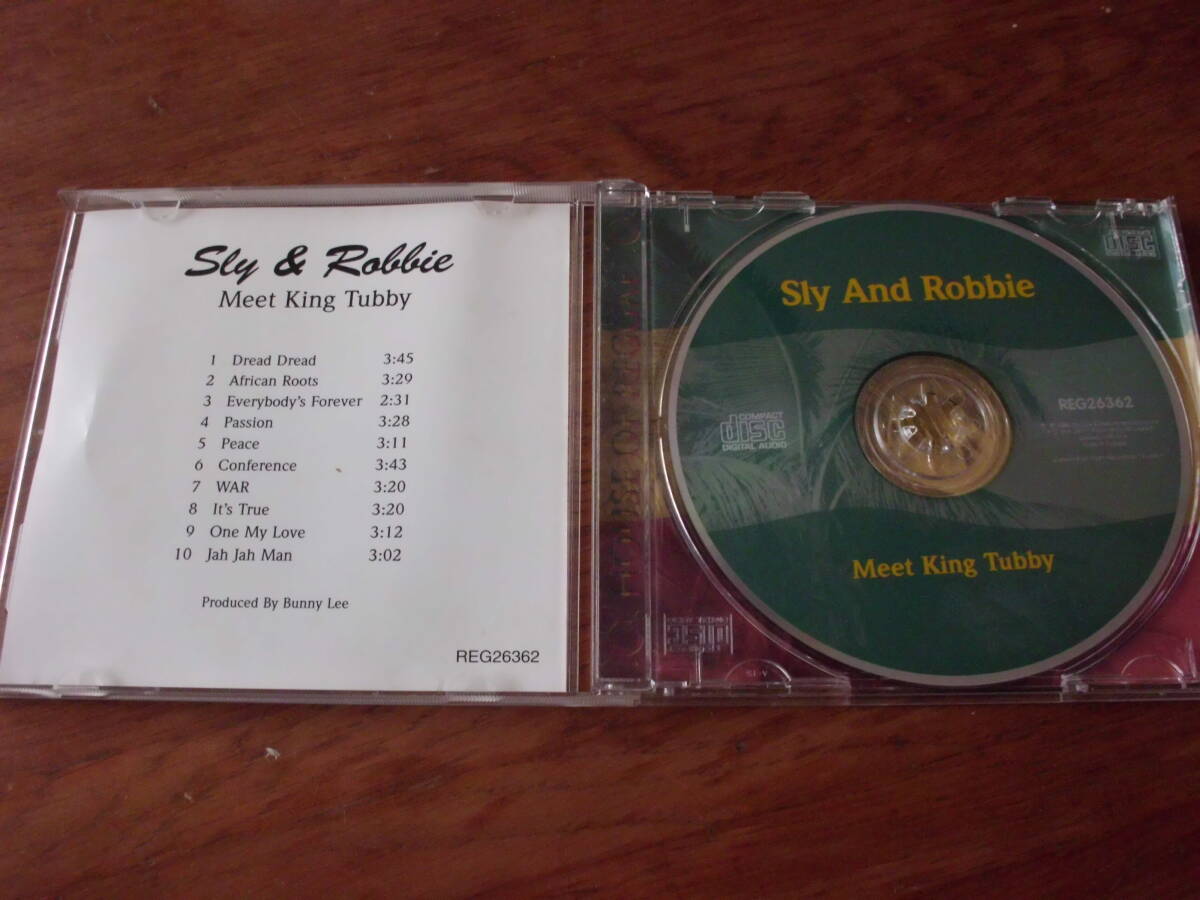 Sly & Robbie
Meet King Tubby
1 Dread Dread 3:45
2 African Roots 3:29
3 Everybody's Forever 2:31
4 Passion 3:28
5 Peace 3:11
6 Conference 3:43
7 WAR 3:20
8 It's True 3:20
9 One My Love 3:12
10 Jah Jah Man 3:02
Produced By Bunny Lee
REG26362
Sly And Robbie
COMPACT
disc
DIGITAL AUDIO
REG26362
Meet King Tubby